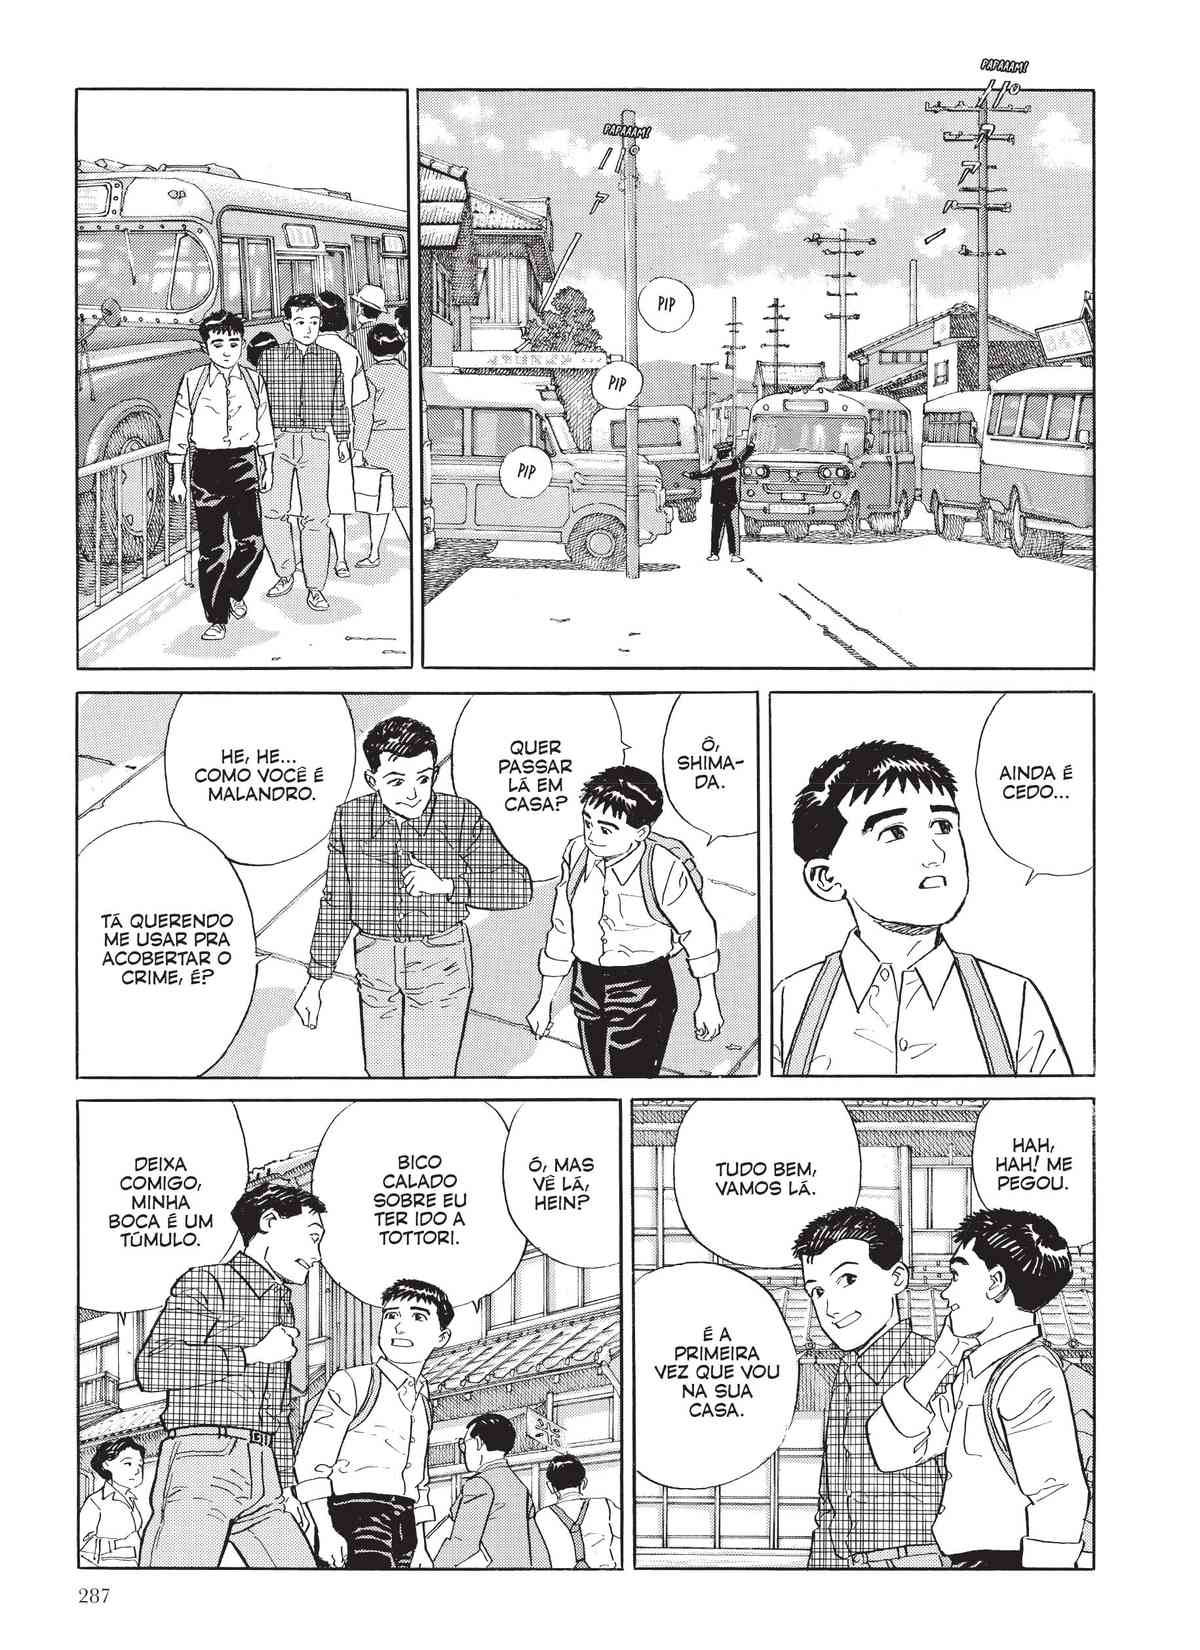 PAPAAAM!
PAPAAAM!
PIP
PIP
PIP
AINDA É
CEDO...
Ô,
SHIMA-
DA.
QUER
PASSAR
LÁ EM
CASA?
HE, HE...
COMO VOCÊ É
MALANDRO.
TÁ QUERENDO
ME USAR PRA
ACOBERTAR O
CRIME, É?
HAH,
HAH! ME
PEGOU.
TUDO BEM,
VAMOS LÁ.
É A
PRIMEIRA
VEZ QUE VOU
NA SUA
CASA.
Ó, MAS
VÊ LÁ,
HEIN?
BICO
CALADO
SOBRE EU
TER IDO A
TOTTORI.
DEIXA
COMIGO,
MINHA
BOCA É UM
TÚMULO.
287